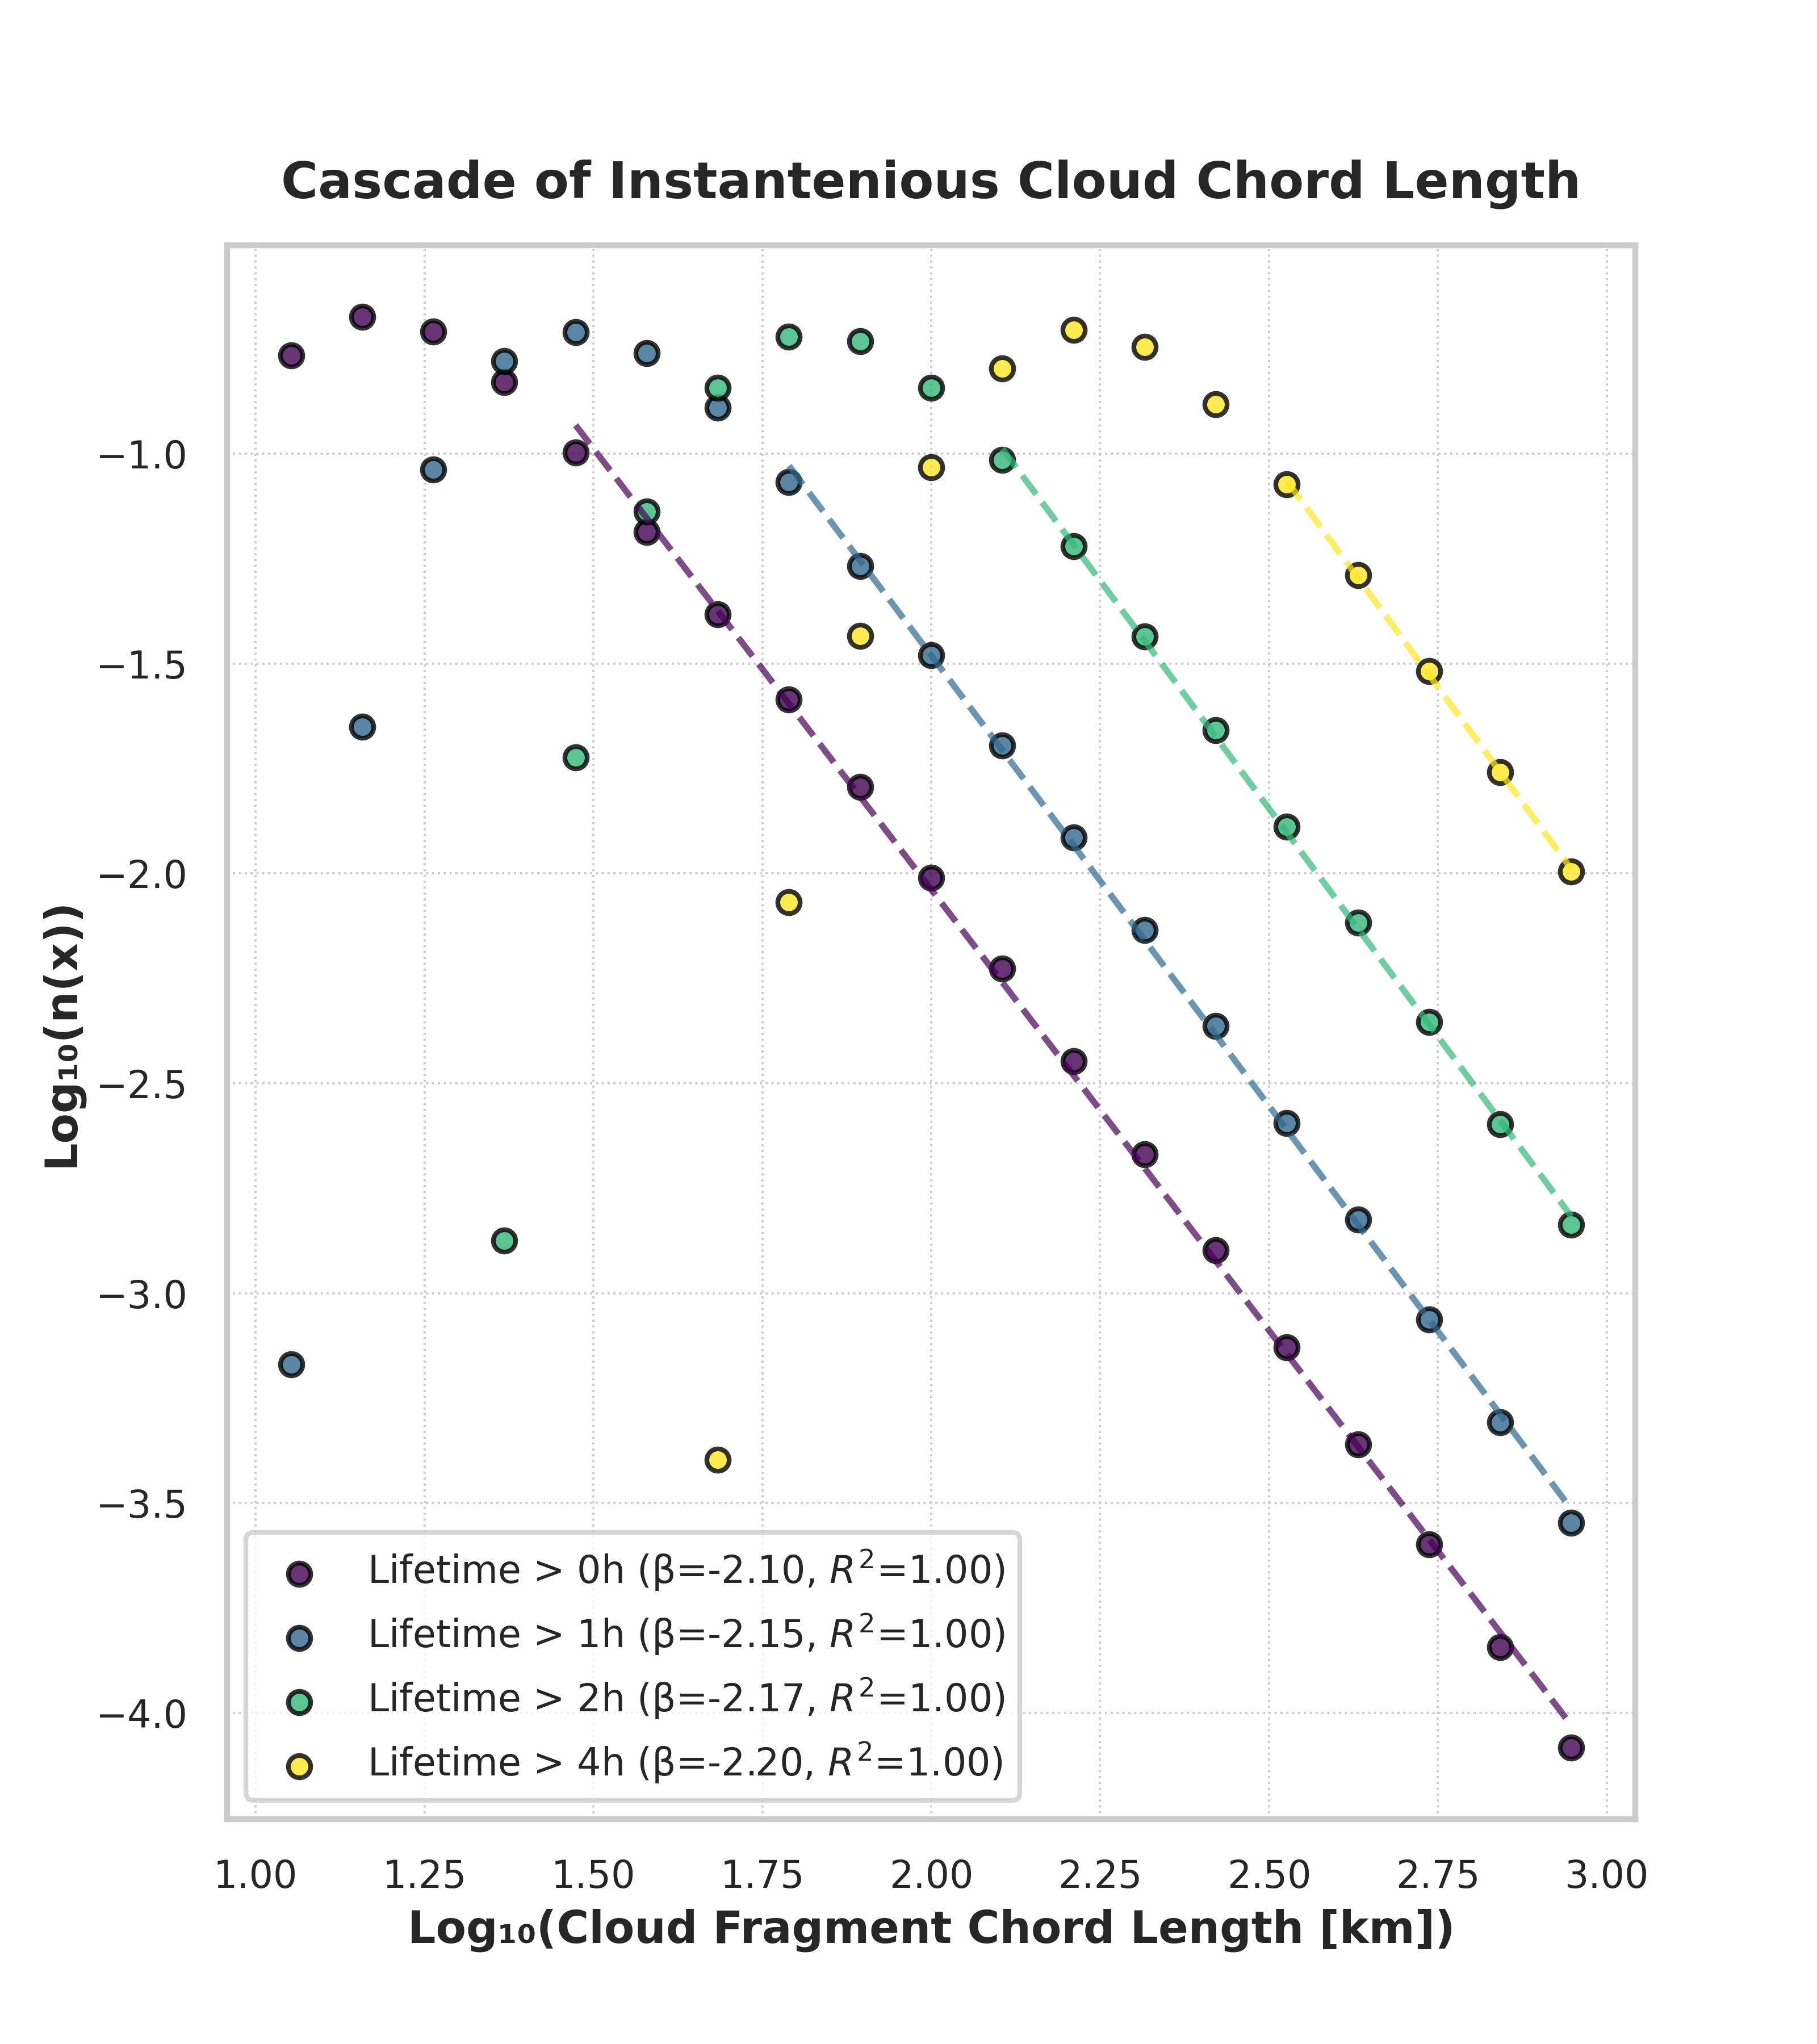 Cascade of Instantenious Cloud Chord Length
Log₁₀(n(x))
−1.0
−1.5
−2.0
−2.5
−3.0
−3.5
−4.0
Lifetime > 0h (β=-2.10, R²=1.00)
Lifetime > 1h (β=-2.15, R²=1.00)
Lifetime > 2h (β=-2.17, R²=1.00)
Lifetime > 4h (β=-2.20, R²=1.00)
1.00 1.25 1.50 1.75 2.00 2.25 2.50 2.75 3.00
Log₁₀(Cloud Fragment Chord Length [km])